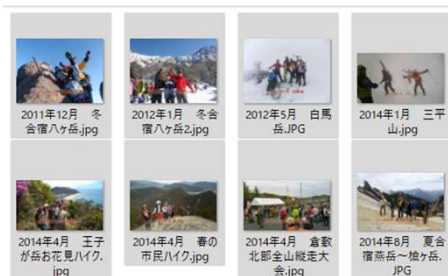 2011年12月　冬
合宿八ヶ岳.jpg
2012年1月　冬合
宿八ヶ岳2.jpg
2012年5月　白馬
岳.JPG
2014年1月　三平
山.jpg
2014年4月　王子
が岳お花見ハイク.
jpg
2014年4月　春の
市民ハイク.jpg
2014年4月　倉敷
北部全山縦走大
会.jpg
2014年8月　夏合
宿燕岳～槍ヶ岳.
JPG